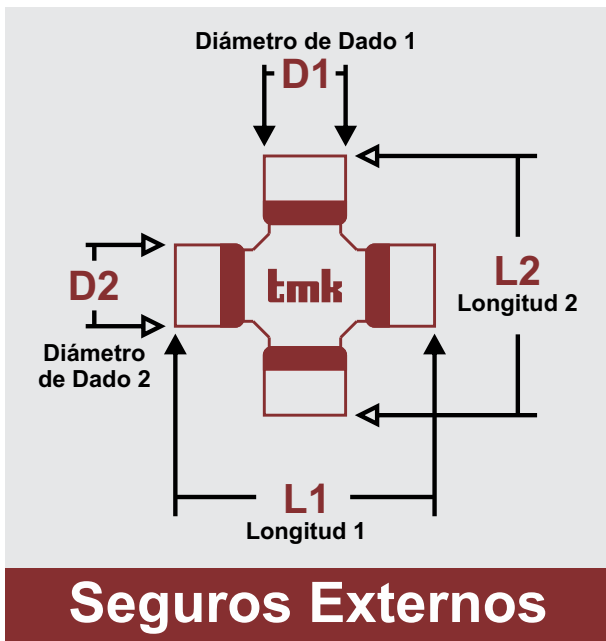 Diámetro de Dado 1
D1
D2
Diámetro
de Dado 2
tmk
L2
Longitud 2
L1
Longitud 1
Seguros Externos